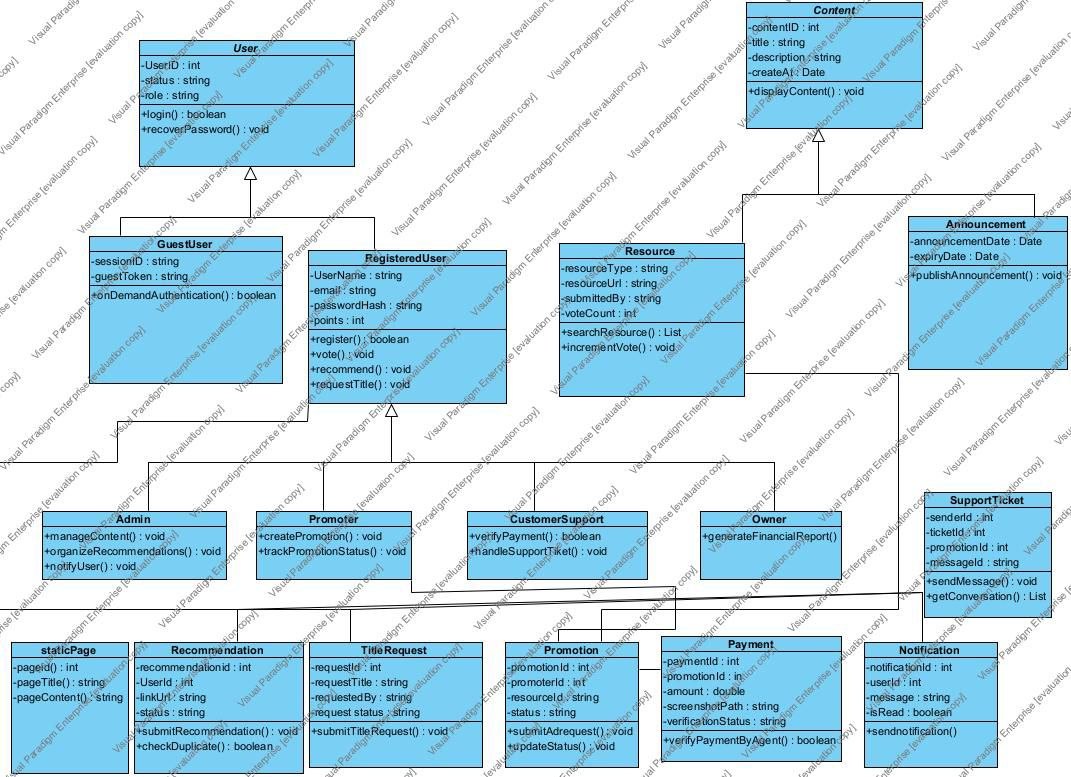 User
-UserID : int
-status : string
-role : string
+login() : boolean
+recoverPassword() : void
Content
-contentID : int
-title : string
-description : string
-createAt : Date
+displayContent() : void
GuestUser
-sessionID : string
-guestToken : string
+onDemandAuthentication() : boolean
RegisteredUser
-UserName : string
-email : string
-passwordHash : string
-points : int
+register() : boolean
+vote() : void
+recommend() : void
+requestTitle() : void
Resource
-resourceType : string
-resourceUrl : string
-submittedBy : string
-voteCount : int
+searchResource() : List
+incrementVote() : void
Announcement
-announcementDate : Date
-expiryDate : Date
+publishAnnouncement() : void
Admin
+manageContent() : void
+organizeRecommendations() : void
+notifyUser() : void
Promoter
+createPromotion() : void
+trackPromotionStatus() : void
CustomerSupport
+verifyPayment() : boolean
+handleSupportTiket() : void
Owner
+generateFinancialReport()
SupportTicket
-senderId : int
-ticketId : int
-promotionId : int
-messageId : string
+sendMessage() : void
+getConversation() : List
staticPage
-pageId() : int
-pageTitle() : string
-pageContent() : string
Recommendation
-recommendationid : int
-UserId : int
-linkUrl : string
-status : string
+submitRecommendation() : void
+checkDuplicate() : boolean
TitleRequest
-requestId : int
-requestTitle : string
-requestedBy : string
-request status : string
+submitTitleRequest() : void
Promotion
-promotionId : int
-promoterId : int
-resourceId : string
-status : string
+submitAdrequest() : void
+updateStatus() : void
Payment
-paymentId : int
-promotionId : int
-amount : double
-screenshotPath : string
-verificationStatus : string
+verifyPaymentByAgent() : boolean
Notification
-notificationId : int
-userId : int
-message : string
-isRead : boolean
+sendnotification()
Visual Paradigm Enterprise [evaluation copy]